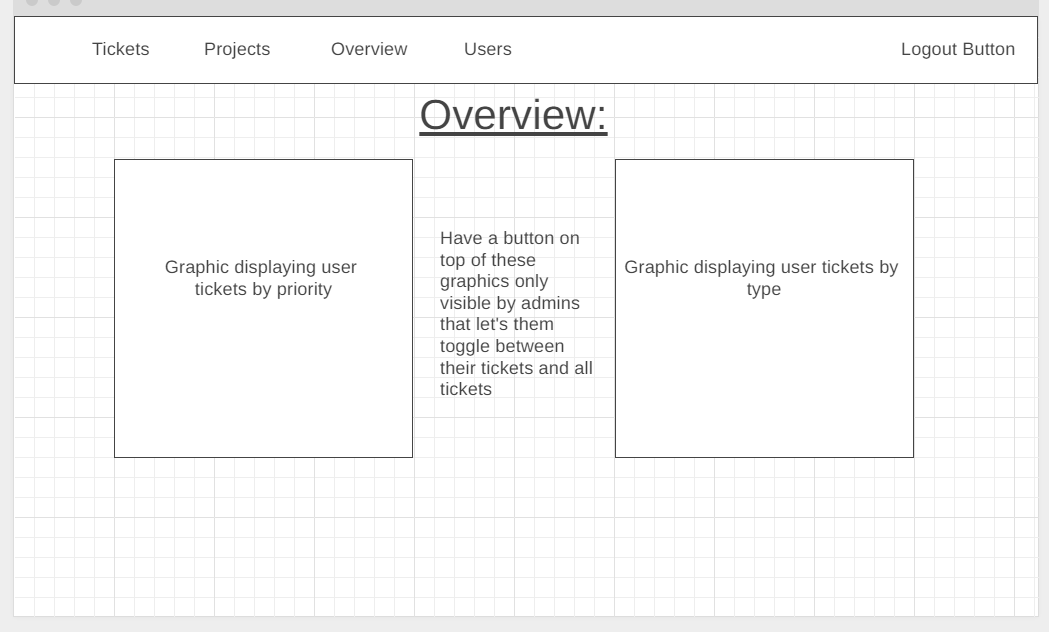 Tickets Projects Overview Users Logout Button
Overview:
Graphic displaying user
tickets by priority
Have a button on
top of these
graphics only
visible by admins
that let's them
toggle between
their tickets and all
tickets
Graphic displaying user tickets by
type